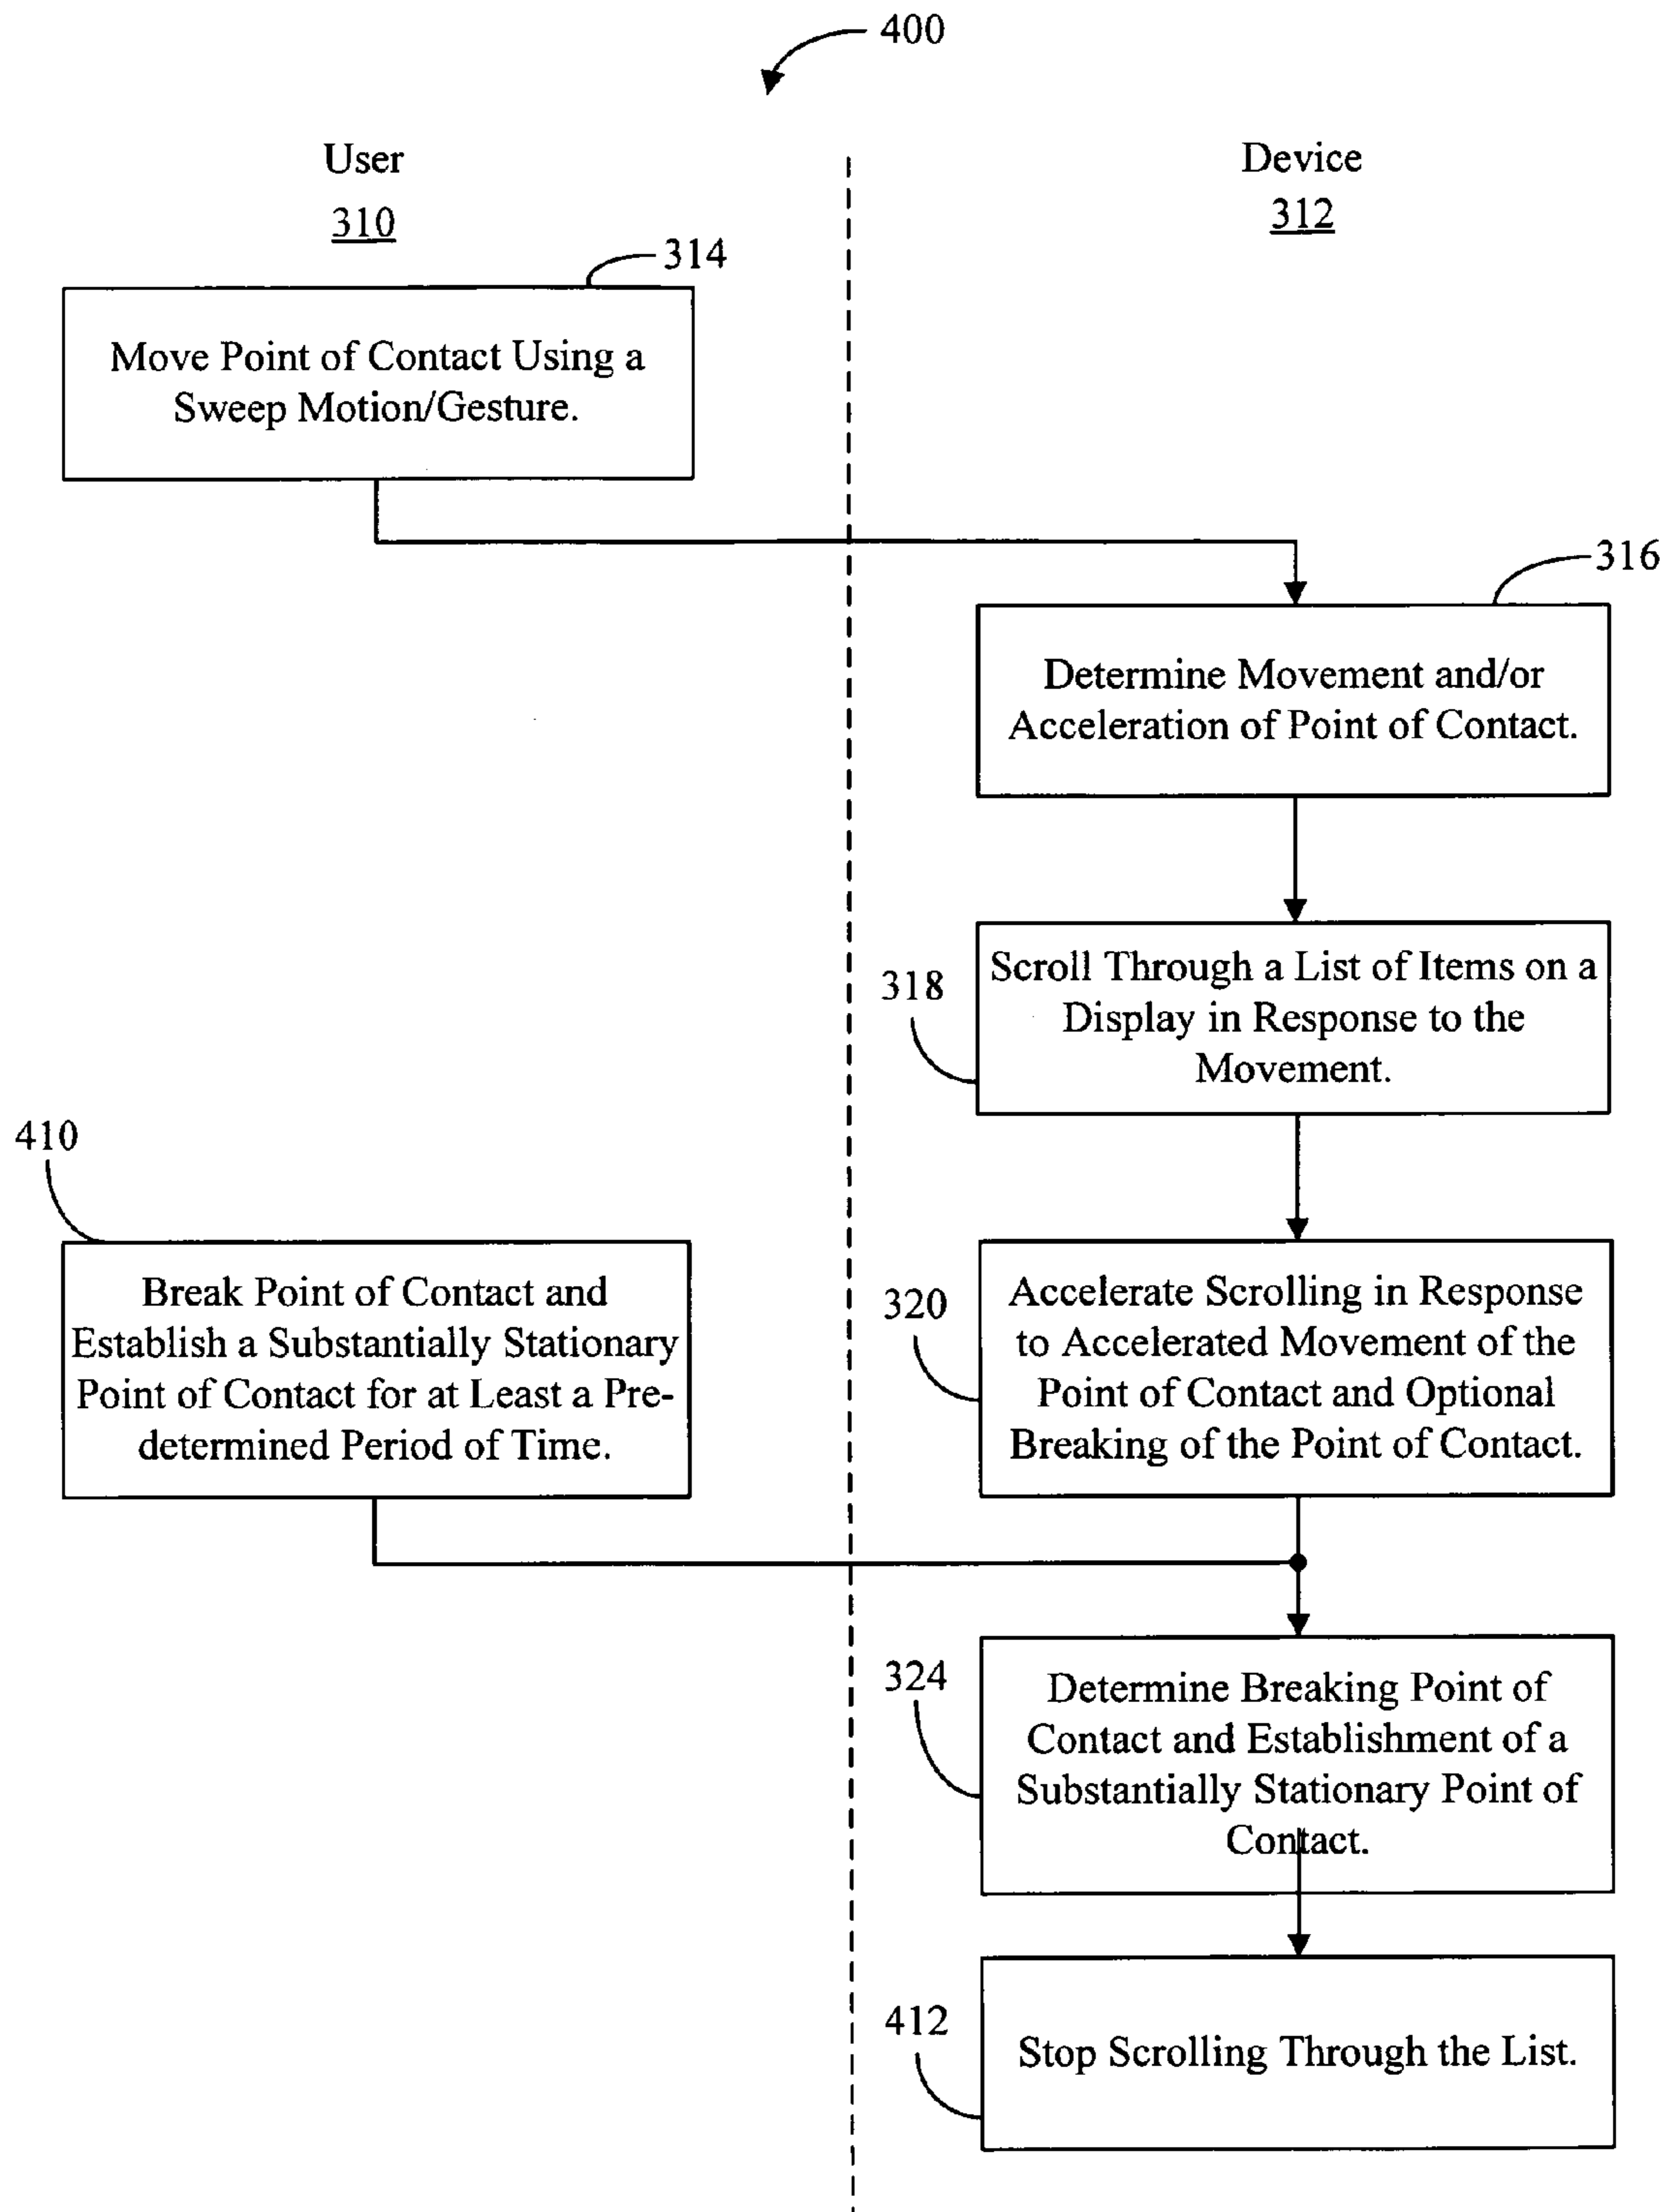 400
User
310
Device
312
314
Move Point of Contact Using a
Sweep Motion/Gesture.
316
Determine Movement and/or
Acceleration of Point of Contact.
318
Scroll Through a List of Items on a
Display in Response to the
Movement.
410
Break Point of Contact and
Establish a Substantially Stationary
Point of Contact for at Least a Pre-
determined Period of Time.
320
Accelerate Scrolling in Response
to Accelerated Movement of the
Point of Contact and Optional
Breaking of the Point of Contact.
324
Determine Breaking Point of
Contact and Establishment of a
Substantially Stationary Point of
Contact.
412
Stop Scrolling Through the List.